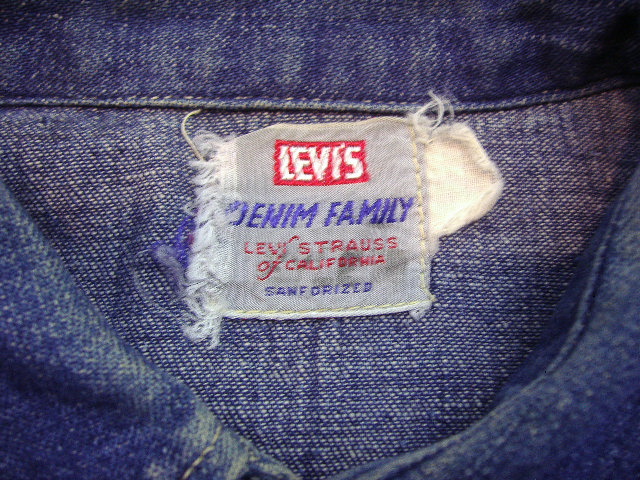 LEVI'S
DENIM FAMILY
LEVI STRAUSS
of CALIFORNIA
SANFORIZED